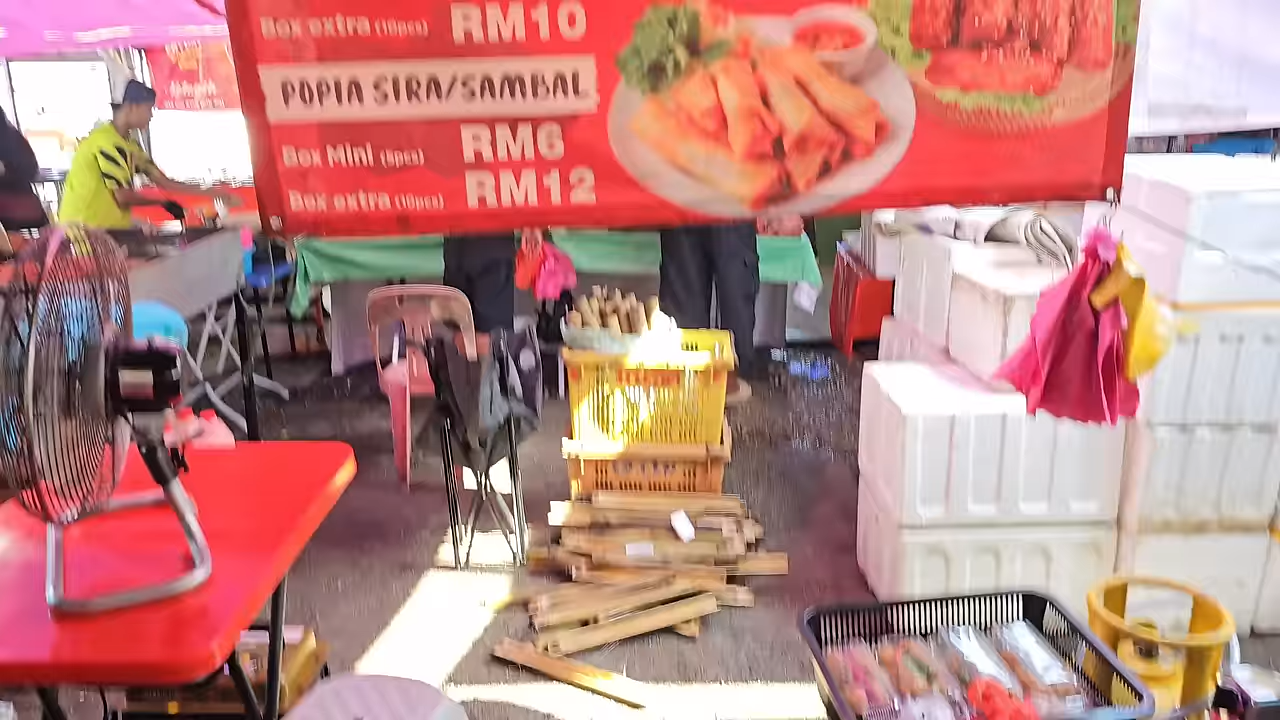 Box extra (10pcs) RM10
POPIA SIRA/SAMBAL
Box Mini (5pcs) RM6
Box extra (10pcs) RM12